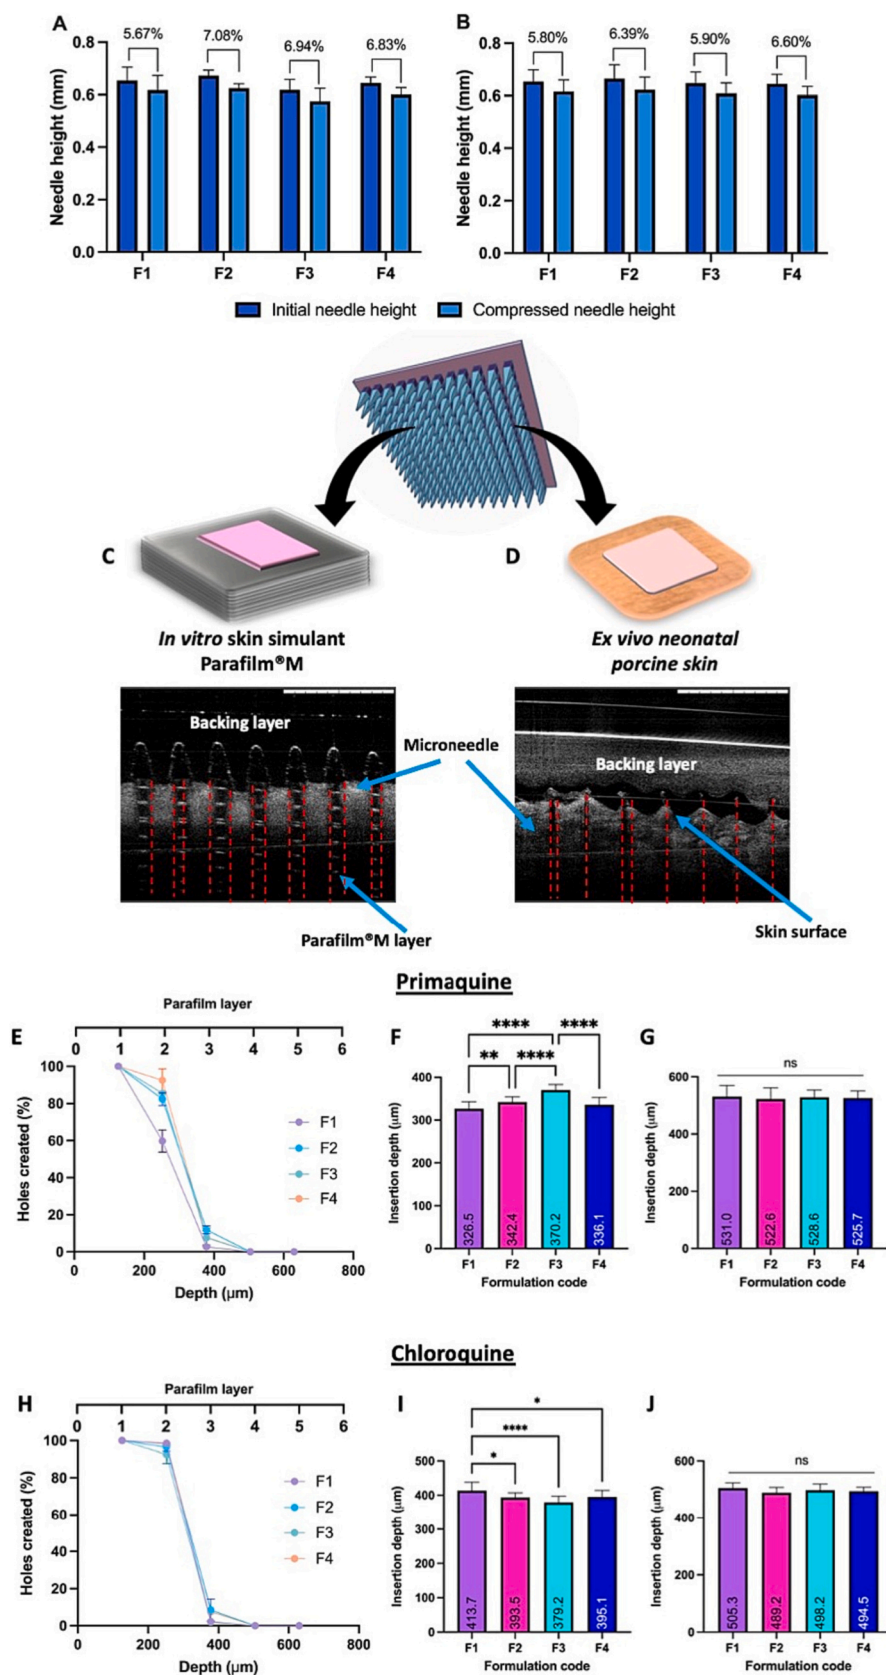 A
B
5.67% 7.08% 6.94% 6.83%
5.80% 6.39% 5.90% 6.60%
Needle height (mm)
0.8
0.6
0.4
0.2
0.0
F1 F2 F3 F4
Needle height (mm)
0.8
0.6
0.4
0.2
0.0
F1 F2 F3 F4
Initial needle height Compressed needle height
C
D
In vitro skin simulant
Parafilm®M
Ex vivo neonatal
porcine skin
Backing layer
Microneedle
Backing layer
Parafilm®M layer
Skin surface
Primaquine
E
Parafilm layer
0 1 2 3 4 5 6
Holes created (%)
100
80
60
40
20
0
0 200 400 600 800
Depth (µm)
F1
F2
F3
F4
F
**** ****
** ****
Insertion depth (µm)
400
300
200
100
0
326.5 342.4 370.2 336.1
F1 F2 F3 F4
Formulation code
G
ns
Insertion depth (µm)
600
400
200
0
531.0 522.6 528.6 525.7
F1 F2 F3 F4
Formulation code
Chloroquine
H
Parafilm layer
0 1 2 3 4 5 6
Holes created (%)
100
80
60
40
20
0
0 200 400 600 800
Depth (µm)
F1
F2
F3
F4
I
*
****
*
Insertion depth (µm)
500
400
300
200
100
0
413.7 393.5 379.2 395.1
F1 F2 F3 F4
Formulation code
J
ns
Insertion depth (µm)
600
400
200
0
505.3 489.2 498.2 494.5
F1 F2 F3 F4
Formulation code